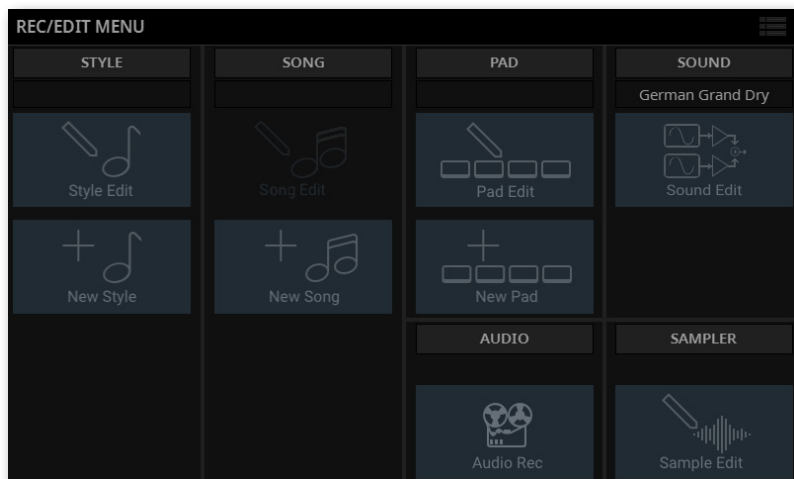 REC/EDIT MENU
STYLE
SONG
PAD
SOUND
German Grand Dry
Style Edit
Song Edit
Pad Edit
Sound Edit
New Style
New Song
New Pad
AUDIO
SAMPLER
Audio Rec
Sample Edit